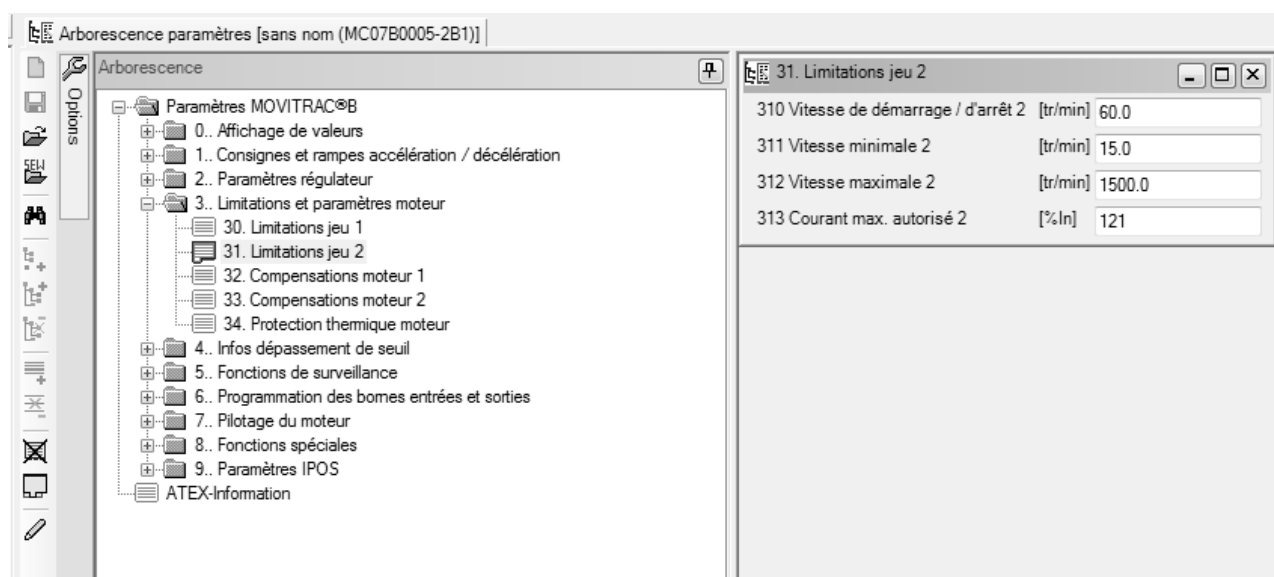 Arborescence paramètres [sans nom (MC07B0005-2B1)]
Options
SEW
Arborescence
Paramètres MOVITRAC®B
0.. Affichage de valeurs
1.. Consignes et rampes accélération / décélération
2.. Paramètres régulateur
3.. Limitations et paramètres moteur
30. Limitations jeu 1
31. Limitations jeu 2
32. Compensations moteur 1
33. Compensations moteur 2
34. Protection thermique moteur
4.. Infos dépassement de seuil
5.. Fonctions de surveillance
6.. Programmation des bornes entrées et sorties
7.. Pilotage du moteur
8.. Fonctions spéciales
9.. Paramètres IPOS
ATEX-Information
31. Limitations jeu 2
310 Vitesse de démarrage / d'arrêt 2 [tr/min] 60.0
311 Vitesse minimale 2 [tr/min] 15.0
312 Vitesse maximale 2 [tr/min] 1500.0
313 Courant max. autorisé 2 [%In] 121